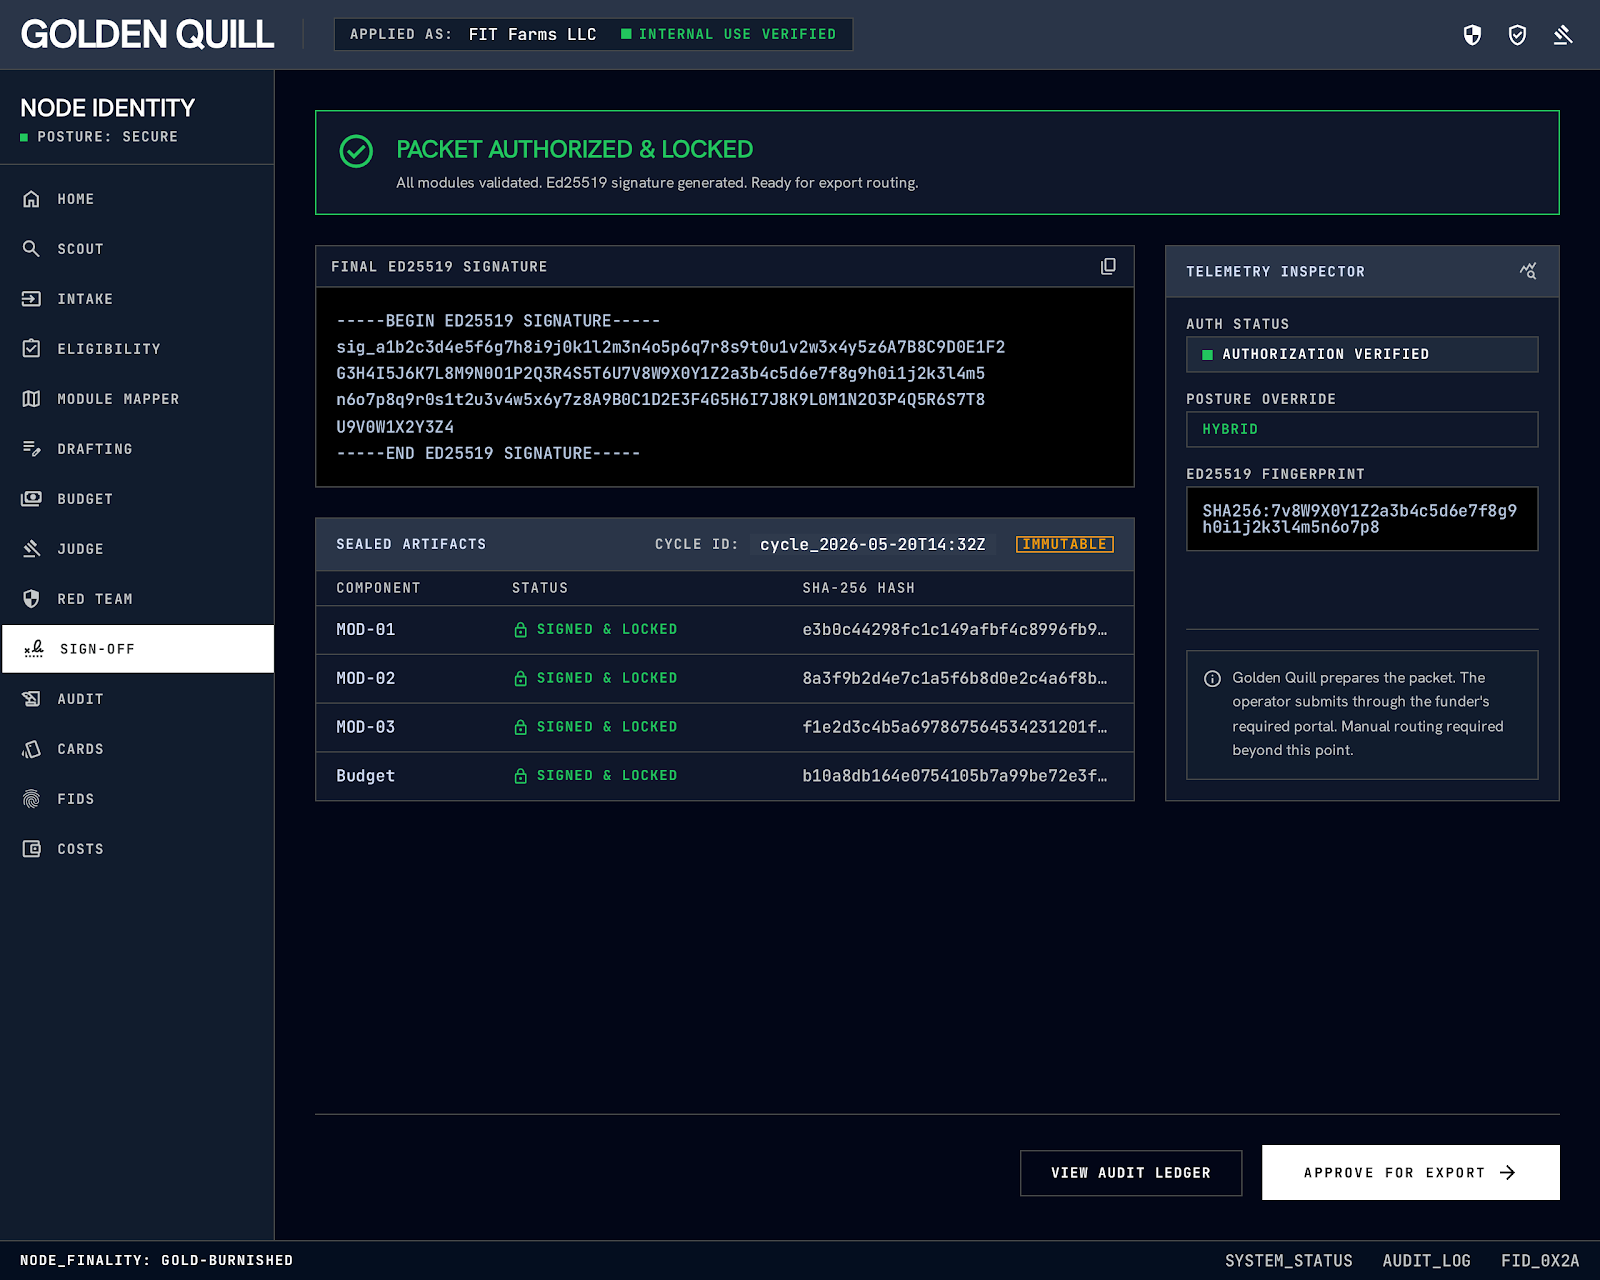 GOLDEN QUILL
APPLIED AS: FIT Farms LLC INTERNAL USE VERIFIED
NODE IDENTITY
POSTURE: SECURE
HOME
SCOUT
INTAKE
ELIGIBILITY
MODULE MAPPER
DRAFTING
BUDGET
JUDGE
RED TEAM
SIGN-OFF
AUDIT
CARDS
FIDS
COSTS
PACKET AUTHORIZED & LOCKED
All modules validated. Ed25519 signature generated. Ready for export routing.
FINAL ED25519 SIGNATURE
-----BEGIN ED25519 SIGNATURE-----
sig_a1b2c3d4e5f6g7h8i9j0k1l2m3n4o5p6q7r8s9t0u1v2w3x4y5z6A7B8C9D0E1F2
G3H4I5J6K7L8M9N0O1P2Q3R4S5T6U7V8W9X0Y1Z2a3b4c5d6e7f8g9h0i1j2k3l4m5
n6o7p8q9r0s1t2u3v4w5x6y7z8A9B0C1D2E3F4G5H6I7J8K9L0M1N2O3P4Q5R6S7T8
U9V0W1X2Y3Z4
-----END ED25519 SIGNATURE-----
SEALED ARTIFACTS CYCLE ID: cycle_2026-05-20T14:32Z IMMUTABLE
COMPONENT STATUS SHA-256 HASH
MOD-01 SIGNED & LOCKED e3b0c44298fc1c149afbf4c8996fb9…
MOD-02 SIGNED & LOCKED 8a3f9b2d4e7c1a5f6b8d0e2c4a6f8b…
MOD-03 SIGNED & LOCKED f1e2d3c4b5a697867564534231201f…
Budget SIGNED & LOCKED b10a8db164e0754105b7a99be72e3f…
TELEMETRY INSPECTOR
AUTH STATUS
AUTHORIZATION VERIFIED
POSTURE OVERRIDE
HYBRID
ED25519 FINGERPRINT
SHA256:7v8W9X0Y1Z2a3b4c5d6e7f8g9
h0i1j2k3l4m5n6o7p8
Golden Quill prepares the packet. The
operator submits through the funder's
required portal. Manual routing required
beyond this point.
VIEW AUDIT LEDGER
APPROVE FOR EXPORT
NODE_FINALITY: GOLD-BURNISHED
SYSTEM_STATUS AUDIT_LOG FID_0X2A